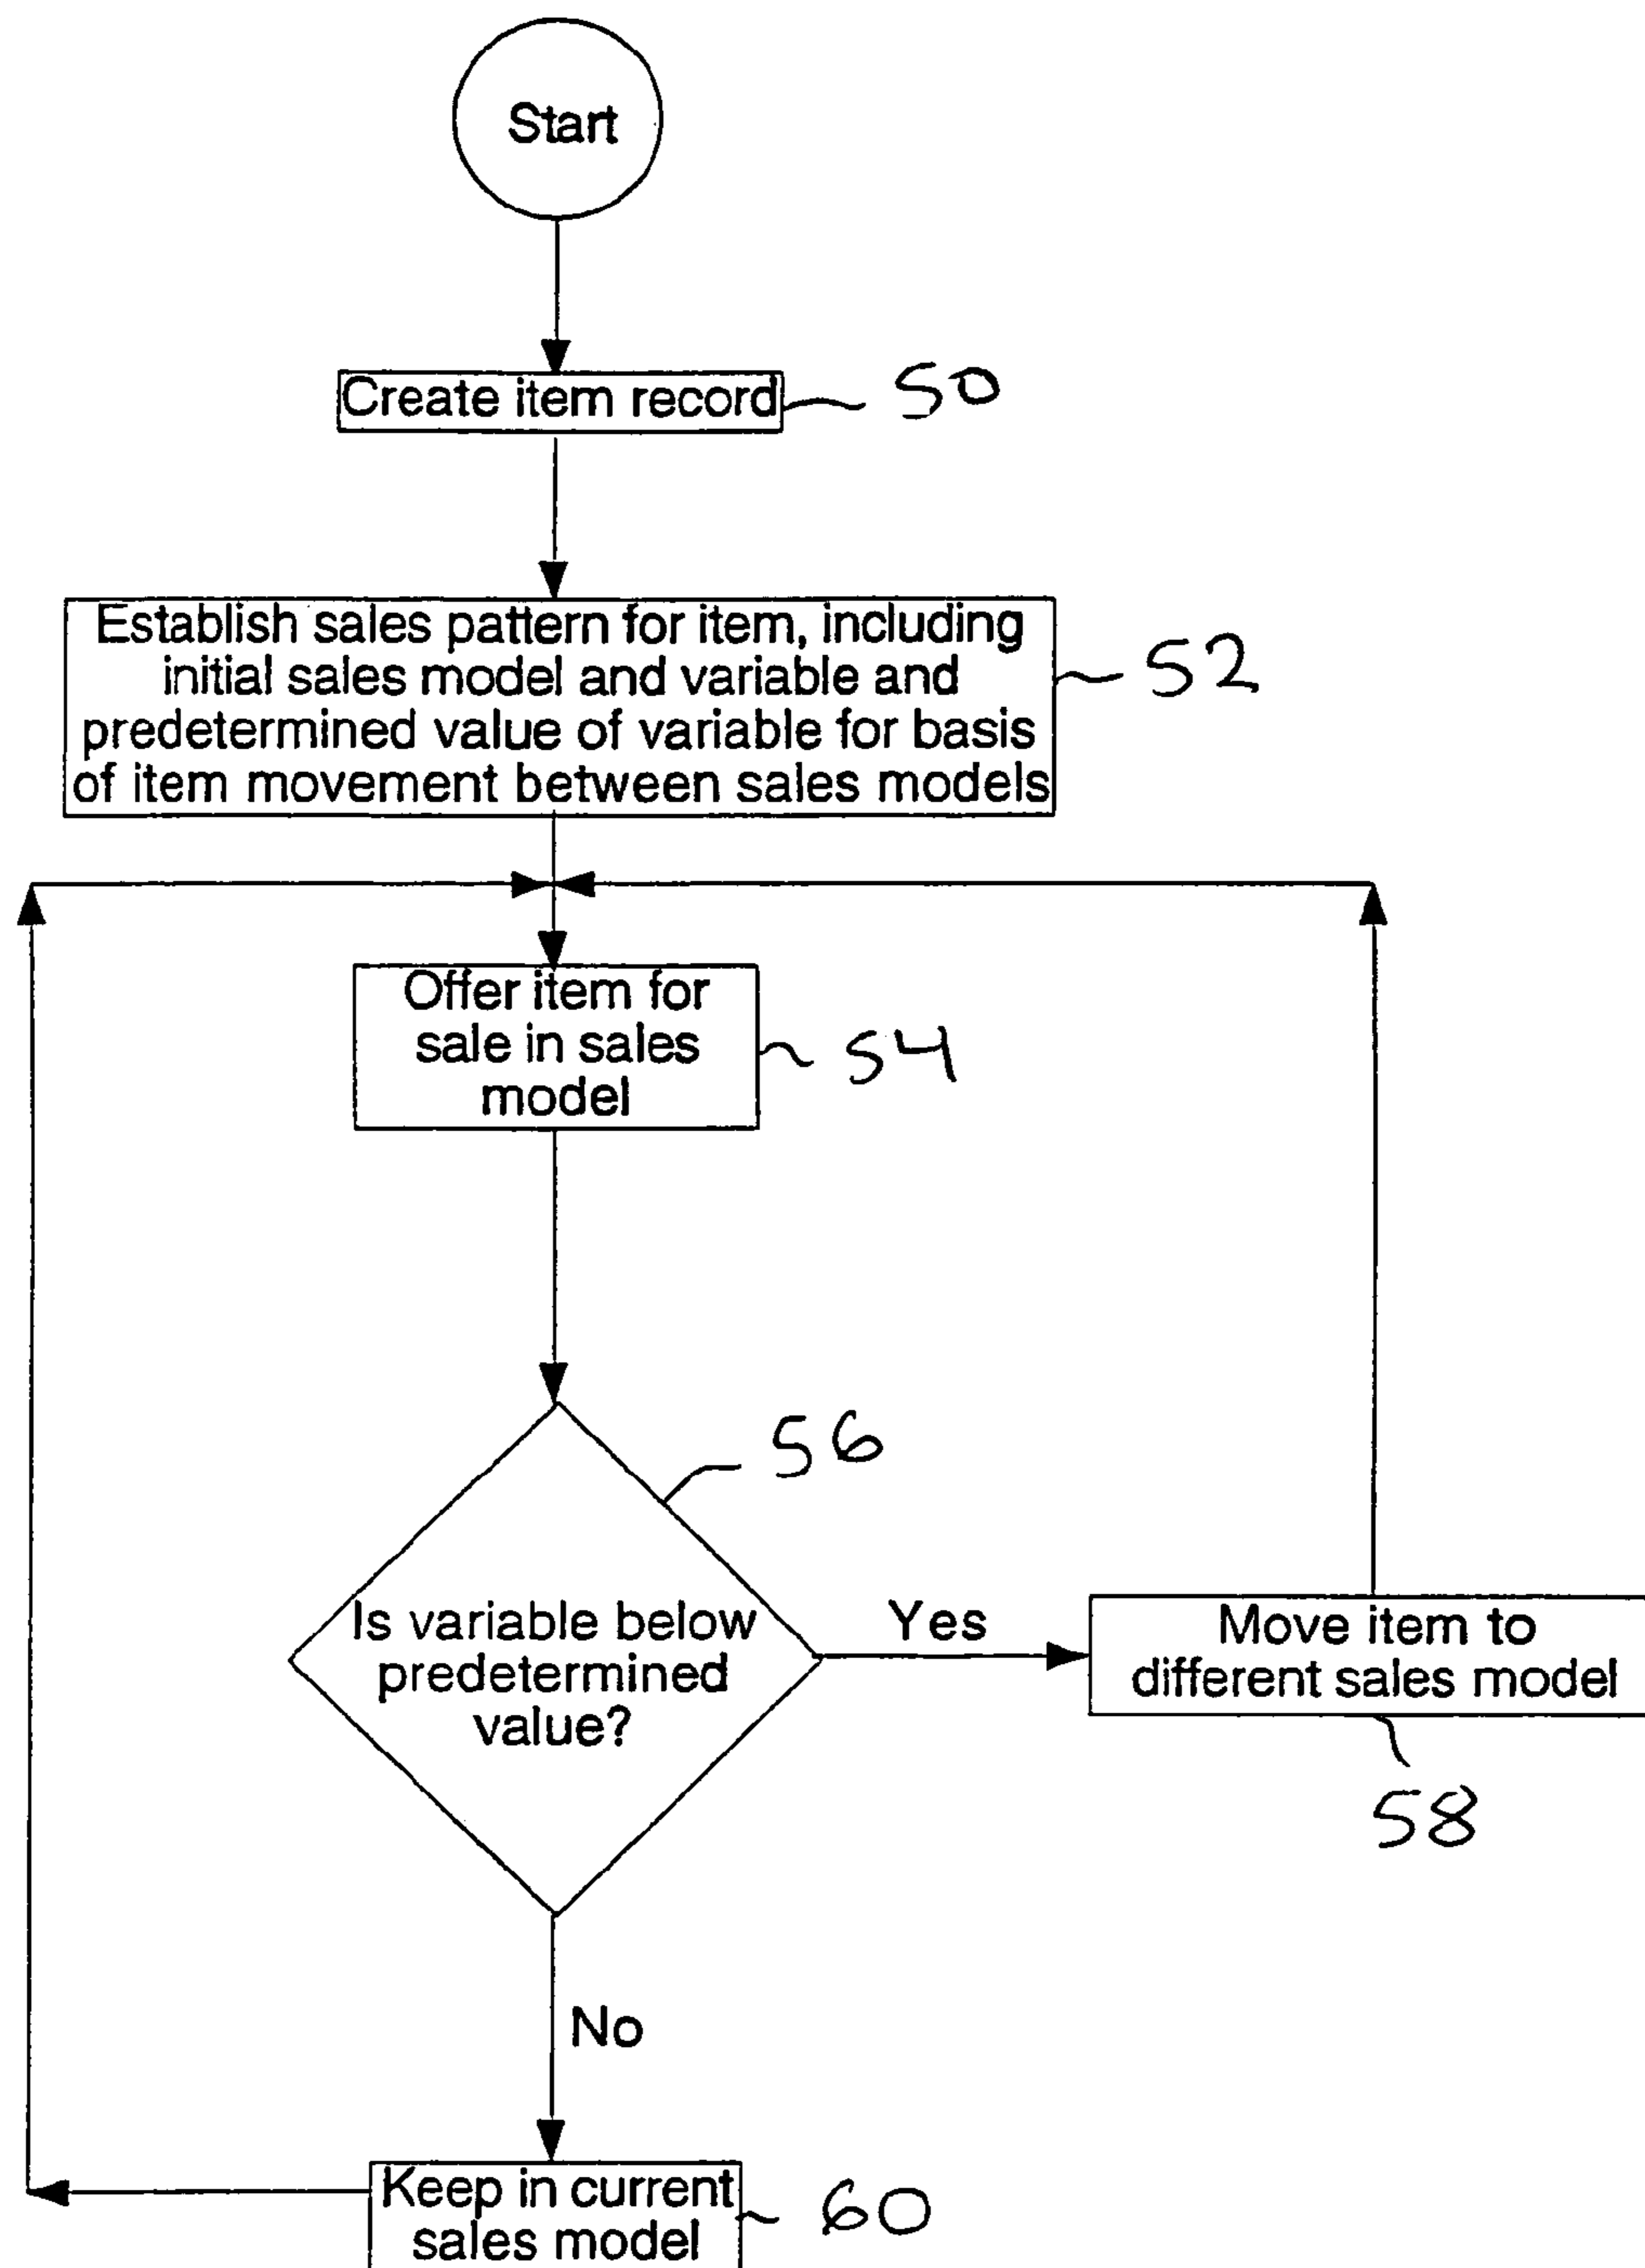 Start
Create item record
50
Establish sales pattern for item, including
initial sales model and variable and
predetermined value of variable for basis
of item movement between sales models
52
Offer item for
sale in sales
model
54
56
Is variable below
predetermined
value?
Yes
Move item to
different sales model
58
No
Keep in current
sales model
60